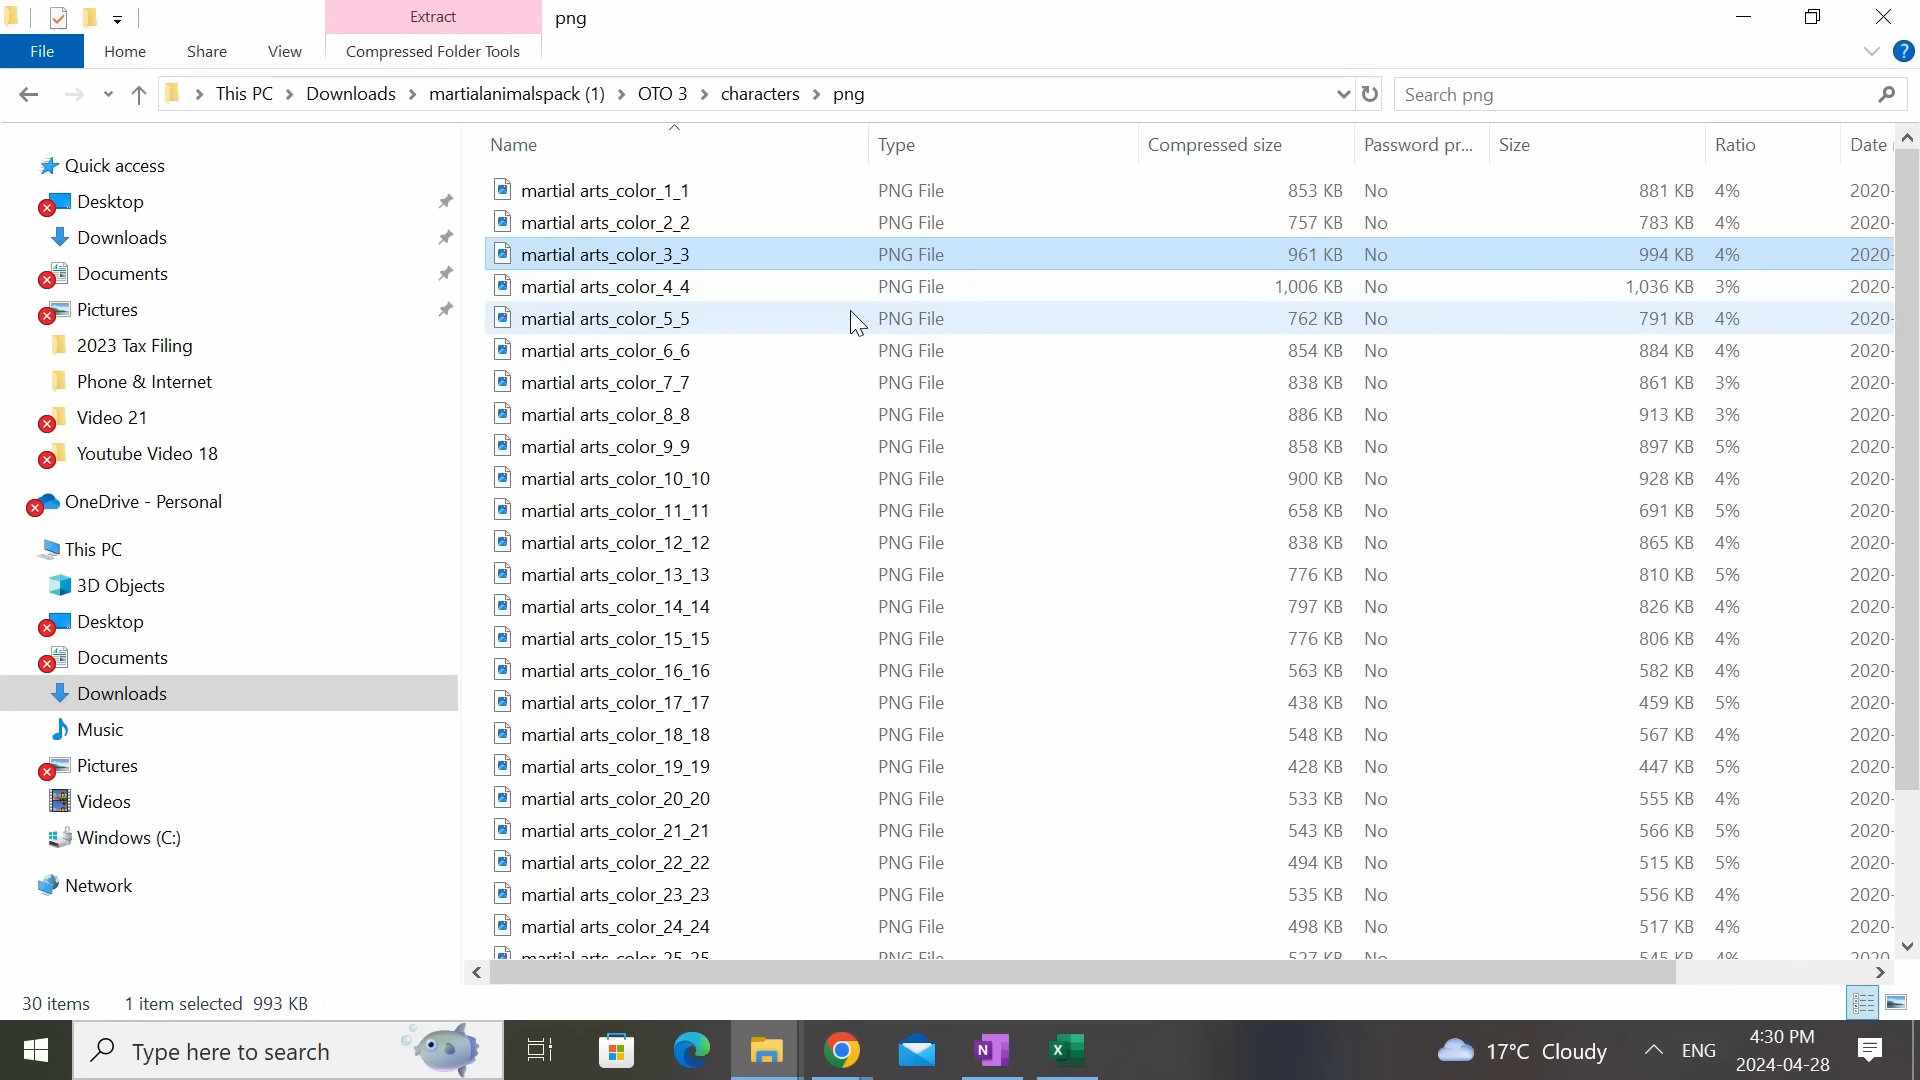 Extract
png
File
Home
Share
View
Compressed Folder Tools
?
This PC
Downloads
martialanimalspack (1)
OTO 3
characters
png
Search png
Name
Type
Compressed size
Password pr...
Size
Ratio
Date
Quick access
Desktop
Downloads
Documents
Pictures
2023 Tax Filing
Phone & Internet
Video 21
Youtube Video 18
OneDrive - Personal
This PC
3D Objects
Desktop
Documents
Downloads
Music
Pictures
Videos
Windows (C:)
Network
martial arts_color_1_1 PNG File 853 KB No 881 KB 4% 2020-
martial arts_color_2_2 PNG File 757 KB No 783 KB 4% 2020-
martial arts_color_3_3 PNG File 961 KB No 994 KB 4% 2020-
martial arts_color_4_4 PNG File 1,006 KB No 1,036 KB 3% 2020-
martial arts_color_5_5 PNG File 762 KB No 791 KB 4% 2020-
martial arts_color_6_6 PNG File 854 KB No 884 KB 4% 2020-
martial arts_color_7_7 PNG File 838 KB No 861 KB 3% 2020-
martial arts_color_8_8 PNG File 886 KB No 913 KB 3% 2020-
martial arts_color_9_9 PNG File 858 KB No 897 KB 5% 2020-
martial arts_color_10_10 PNG File 900 KB No 928 KB 4% 2020-
martial arts_color_11_11 PNG File 658 KB No 691 KB 5% 2020-
martial arts_color_12_12 PNG File 838 KB No 865 KB 4% 2020-
martial arts_color_13_13 PNG File 776 KB No 810 KB 5% 2020-
martial arts_color_14_14 PNG File 797 KB No 826 KB 4% 2020-
martial arts_color_15_15 PNG File 776 KB No 806 KB 4% 2020-
martial arts_color_16_16 PNG File 563 KB No 582 KB 4% 2020-
martial arts_color_17_17 PNG File 438 KB No 459 KB 5% 2020-
martial arts_color_18_18 PNG File 548 KB No 567 KB 4% 2020-
martial arts_color_19_19 PNG File 428 KB No 447 KB 5% 2020-
martial arts_color_20_20 PNG File 533 KB No 555 KB 4% 2020-
martial arts_color_21_21 PNG File 543 KB No 566 KB 5% 2020-
martial arts_color_22_22 PNG File 494 KB No 515 KB 5% 2020-
martial arts_color_23_23 PNG File 535 KB No 556 KB 4% 2020-
martial arts_color_24_24 PNG File 498 KB No 517 KB 4% 2020-
martial arts_color_25_25 PNG File 527 KB No 545 KB 4% 2020-
30 items 1 item selected 993 KB
Type here to search
17°C Cloudy
ENG
4:30 PM
2024-04-28